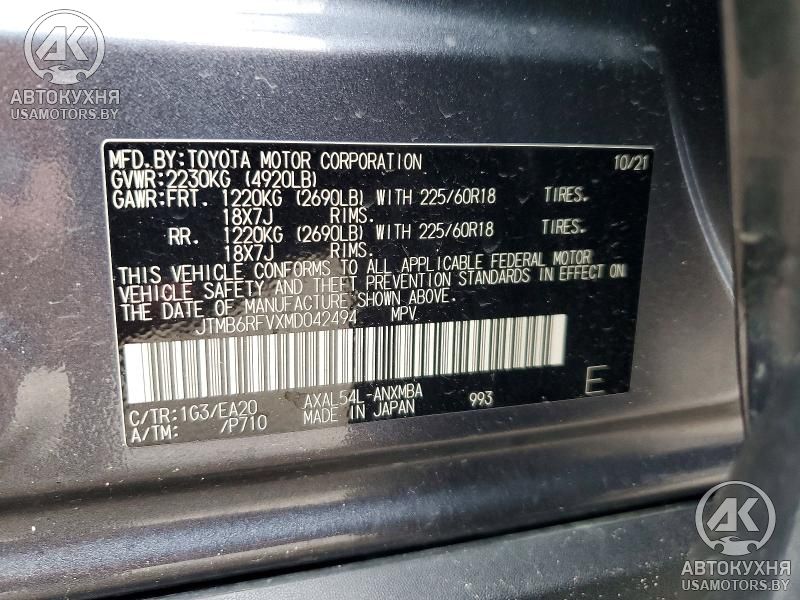 AK
АВТОКУХНЯ
USAMOTORS.BY
MFD.BY:TOYOTA MOTOR CORPORATION 10/21
GVWR:2230KG (4920LB)
GAWR:FRT. 1220KG (2690LB) WITH 225/60R18 TIRES.
18X7J RIMS.
RR. 1220KG (2690LB) WITH 225/60R18 TIRES.
18X7J RIMS.
THIS VEHICLE CONFORMS TO ALL APPLICABLE FEDERAL MOTOR
VEHICLE SAFETY AND THEFT PREVENTION STANDARDS IN EFFECT ON
THE DATE OF MANUFACTURE SHOWN ABOVE.
JTMB6RFVXMD042494 MPV.
C/TR:1G3/EA20 AXAL54L-ANXMBA 993 E
A/TM: /P710 MADE IN JAPAN
AK
АВТОКУХНЯ
USAMOTORS.BY